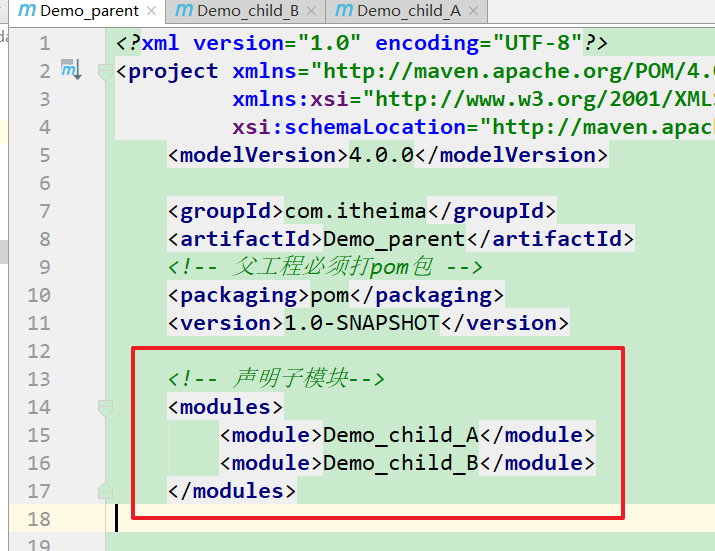 Demo_parent × Demo_child_B × Demo_child_A ×
1 <?xml version="1.0" encoding="UTF-8"?>
2 <project xmlns="http://maven.apache.org/POM/4.
3 xmlns:xsi="http://www.w3.org/2001/XMLS
4 xsi:schemaLocation="http://maven.apac
5 <modelVersion>4.0.0</modelVersion>
6
7 <groupId>com.itheima</groupId>
8 <artifactId>Demo_parent</artifactId>
9 <!-- 父工程必须打pom包 -->
10 <packaging>pom</packaging>
11 <version>1.0-SNAPSHOT</version>
12
13 <!-- 声明子模块-->
14 <modules>
15 <module>Demo_child_A</module>
16 <module>Demo_child_B</module>
17 </modules>
18
19